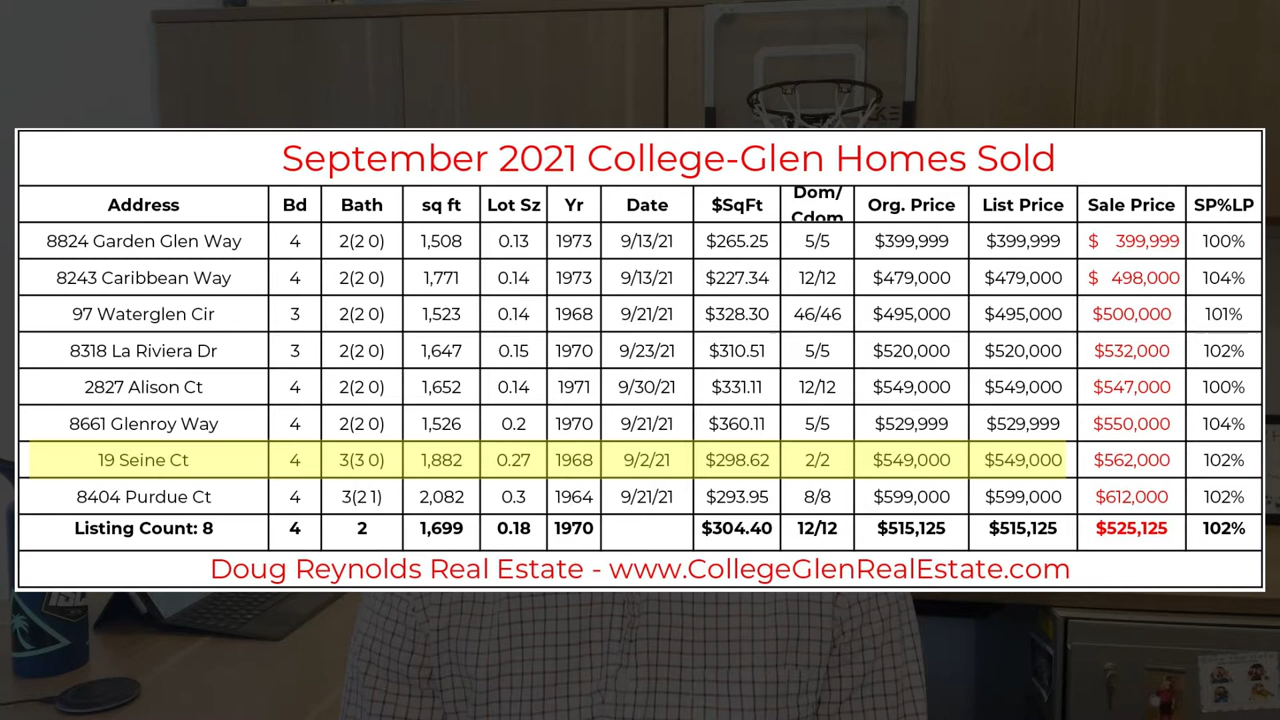 September 2021 College-Glen Homes Sold
Address Bd Bath sq ft Lot Sz Yr Date $SqFt Dom/ Cdom Org. Price List Price Sale Price SP%LP
8824 Garden Glen Way 4 2(2 0) 1,508 0.13 1973 9/13/21 $265.25 5/5 $399,999 $399,999 $ 399,999 100%
8243 Caribbean Way 4 2(2 0) 1,771 0.14 1973 9/13/21 $227.34 12/12 $479,000 $479,000 $ 498,000 104%
97 Waterglen Cir 3 2(2 0) 1,523 0.14 1968 9/21/21 $328.30 46/46 $495,000 $495,000 $500,000 101%
8318 La Riviera Dr 3 2(2 0) 1,647 0.15 1970 9/23/21 $310.51 5/5 $520,000 $520,000 $532,000 102%
2827 Alison Ct 4 2(2 0) 1,652 0.14 1971 9/30/21 $331.11 12/12 $549,000 $549,000 $547,000 100%
8661 Glenroy Way 4 2(2 0) 1,526 0.2 1970 9/21/21 $360.11 5/5 $529,999 $529,999 $550,000 104%
19 Seine Ct 4 3(3 0) 1,882 0.27 1968 9/2/21 $298.62 2/2 $549,000 $549,000 $562,000 102%
8404 Purdue Ct 4 3(2 1) 2,082 0.3 1964 9/21/21 $293.95 8/8 $599,000 $599,000 $612,000 102%
Listing Count: 8 4 2 1,699 0.18 1970 $304.40 12/12 $515,125 $515,125 $525,125 102%
Doug Reynolds Real Estate - www.CollegeGlenRealEstate.com